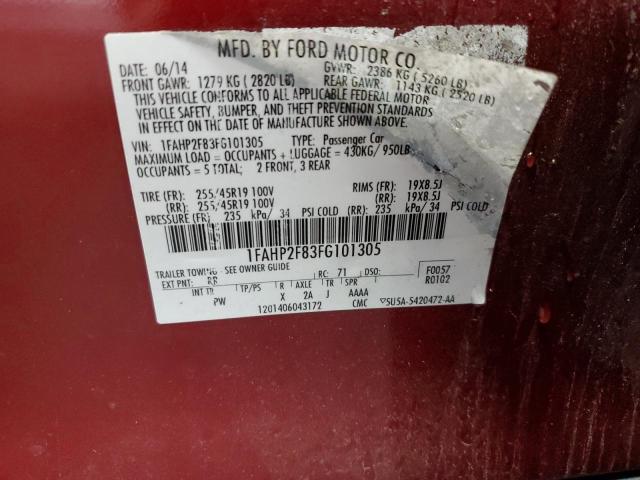 MFD. BY FORD MOTOR CO.
DATE: 06/14 GVWR: 2386 KG ( 5260 LB)
FRONT GAWR: 1279 KG ( 2820 LB) REAR GAWR: 1143 KG ( 2520 LB)
THIS VEHICLE CONFORMS TO ALL APPLICABLE FEDERAL MOTOR
VEHICLE SAFETY, BUMPER, AND THEFT PREVENTION STANDARDS
IN EFFECT ON THE DATE OF MANUFACTURE SHOWN ABOVE.
VIN: 1FAHP2F83FG101305 TYPE: Passenger Car
MAXIMUM LOAD = OCCUPANTS + LUGGAGE = 430KG/ 950LB
OCCUPANTS = 5 TOTAL; 2 FRONT, 3 REAR
TIRE (FR): 255/45R19 100V RIMS (FR): 19X8.5J
(RR): 255/45R19 100V (RR): 19X8.5J
PRESSURE (FR): 235 kPa/ 34 PSI COLD (RR): 235 kPa/ 34 PSI COLD
1FAHP2F83FG101305
TRAILER TOWING - SEE OWNER GUIDE F0057
EXT PNT: RR RC: 71 DSO: R0102
INT TR TP/PS R AXLE TR SPR
PW X 2A J AAAA
1201406043172 CMC 5U5A-5420472-AA